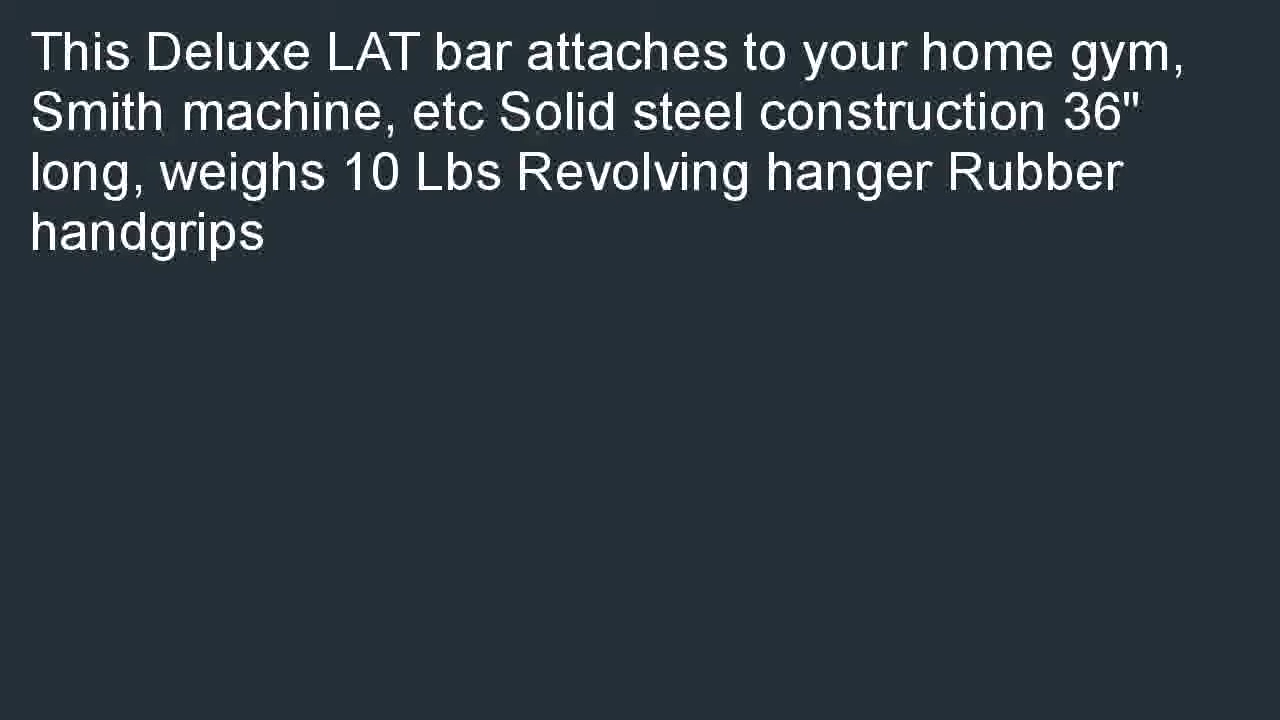 This Deluxe LAT bar attaches to your home gym,
Smith machine, etc Solid steel construction 36"
long, weighs 10 Lbs Revolving hanger Rubber
handgrips